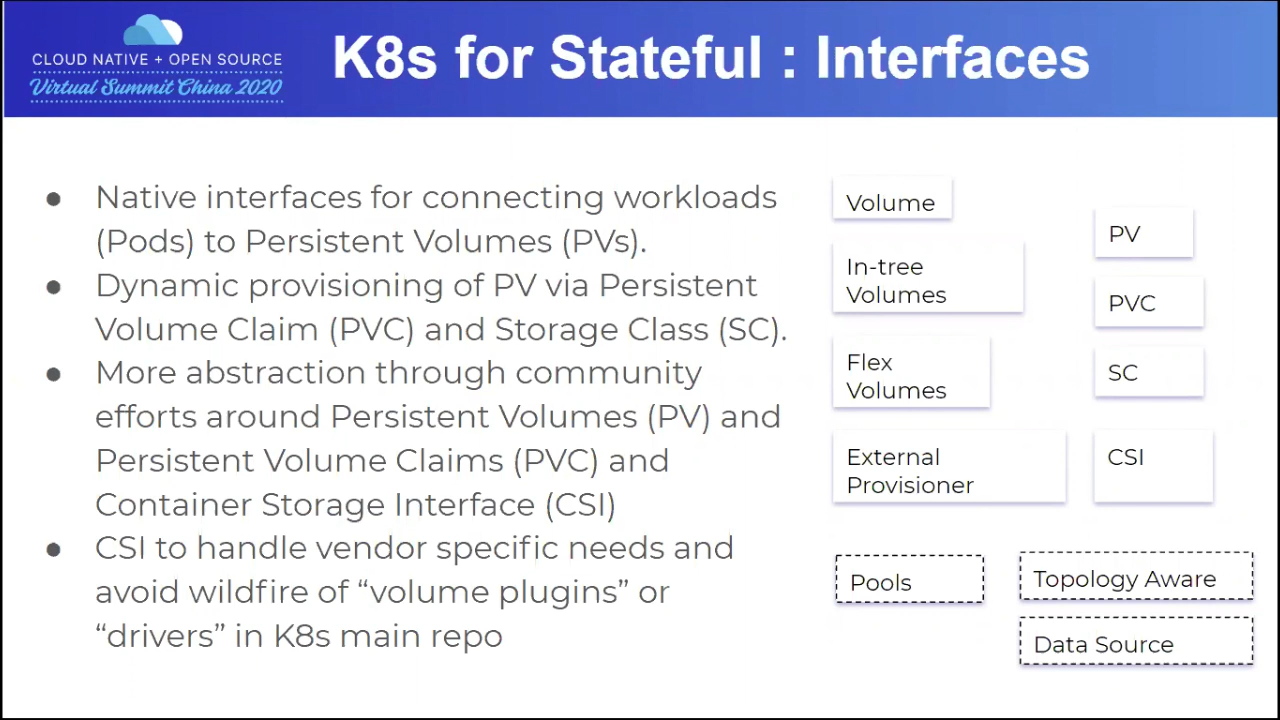 CLOUD NATIVE + OPEN SOURCE
Virtual Summit China 2020
K8s for Stateful : Interfaces
● Native interfaces for connecting workloads
(Pods) to Persistent Volumes (PVs).
● Dynamic provisioning of PV via Persistent
Volume Claim (PVC) and Storage Class (SC).
● More abstraction through community
efforts around Persistent Volumes (PV) and
Persistent Volume Claims (PVC) and
Container Storage Interface (CSI)
● CSI to handle vendor specific needs and
avoid wildfire of “volume plugins” or
“drivers” in K8s main repo
Volume
In-tree
Volumes
Flex
Volumes
External
Provisioner
PV
PVC
SC
CSI
Pools
Topology Aware
Data Source